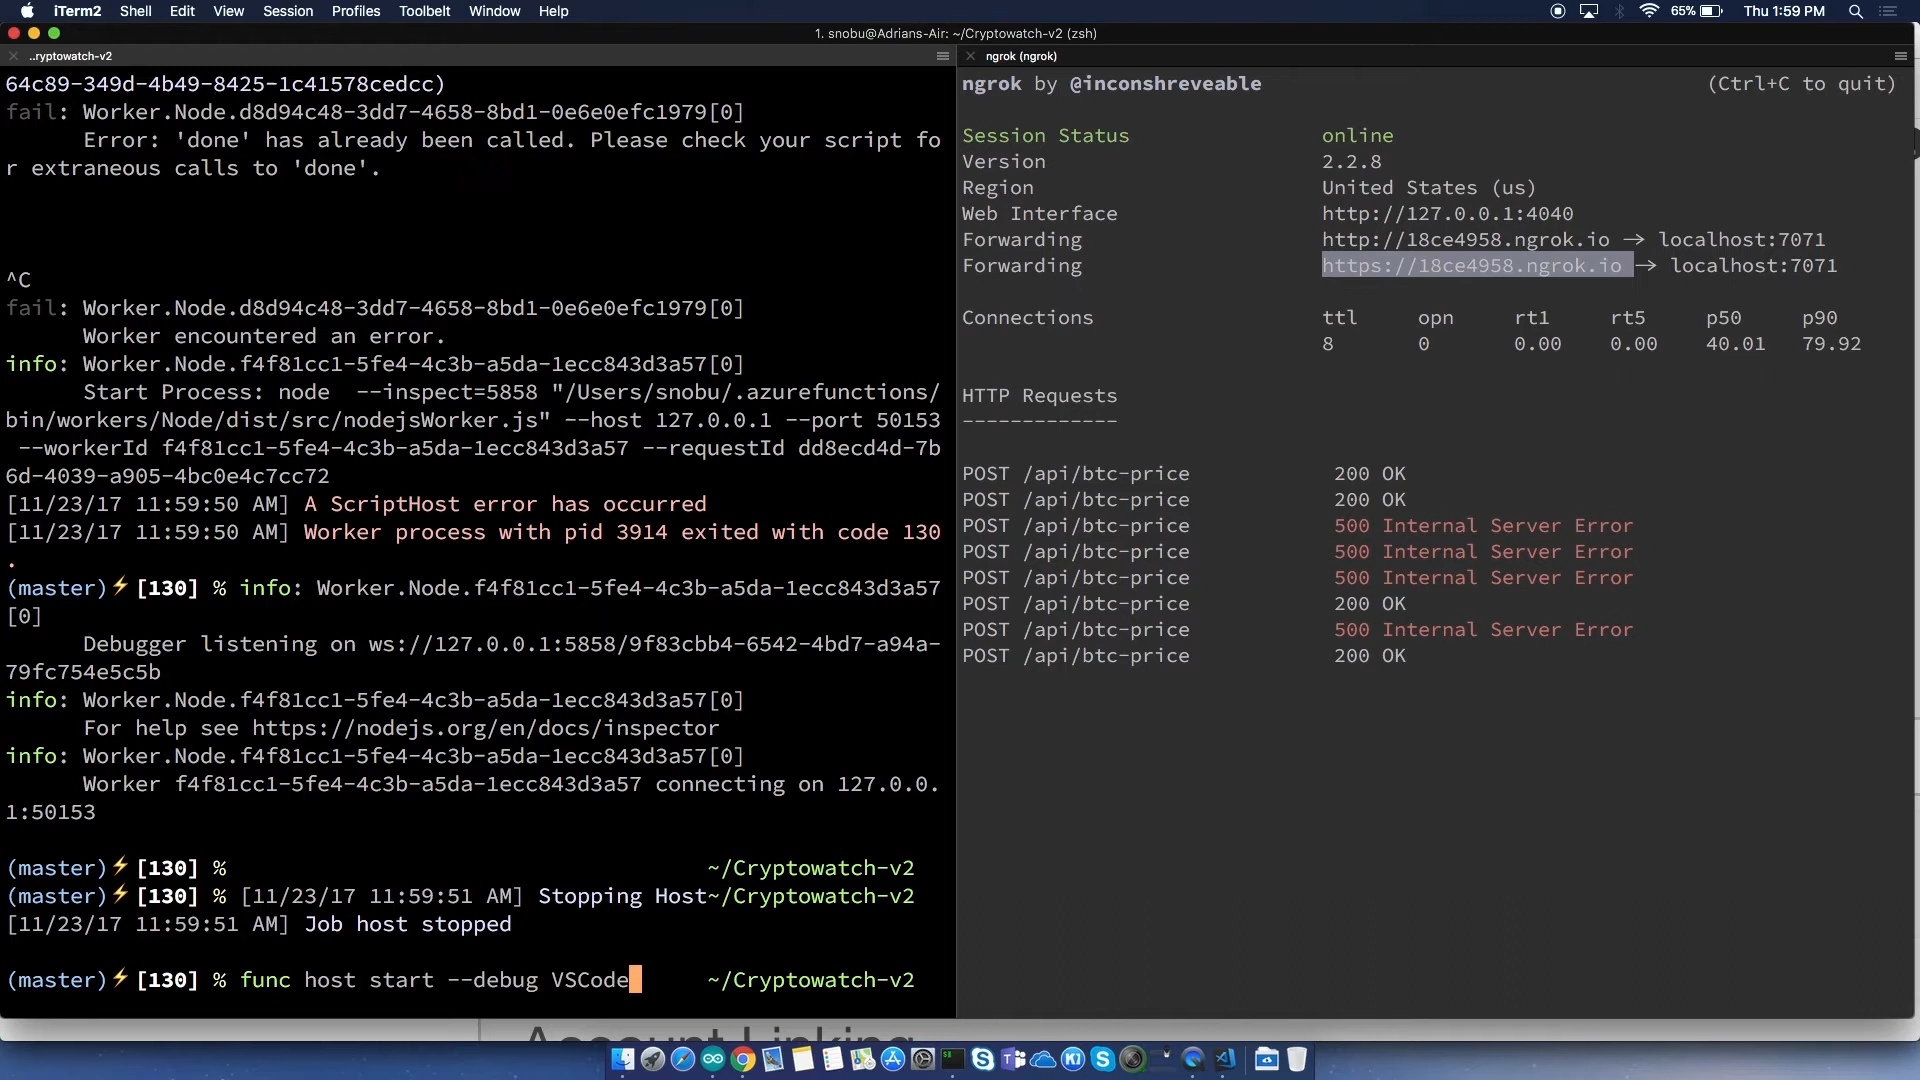 iTerm2 Shell Edit View Session Profiles Toolbelt Window Help 65% Thu 1:59 PM
1. snobu@Adrians-Air: ~/Cryptowatch-v2 (zsh)
..ryptowatch-v2
64c89-349d-4b49-8425-1c41578cedcc)
fail: Worker.Node.d8d94c48-3dd7-4658-8bd1-0e6e0efc1979[0]
Error: 'done' has already been called. Please check your script fo
r extraneous calls to 'done'.
^C
fail: Worker.Node.d8d94c48-3dd7-4658-8bd1-0e6e0efc1979[0]
Worker encountered an error.
info: Worker.Node.f4f81cc1-5fe4-4c3b-a5da-1ecc843d3a57[0]
Start Process: node --inspect=5858 "/Users/snobu/.azurefunctions/
bin/workers/Node/dist/src/nodejsWorker.js" --host 127.0.0.1 --port 50153
--workerId f4f81cc1-5fe4-4c3b-a5da-1ecc843d3a57 --requestId dd8ecd4d-7b
6d-4039-a905-4bc0e4c7cc72
[11/23/17 11:59:50 AM] A ScriptHost error has occurred
[11/23/17 11:59:50 AM] Worker process with pid 3914 exited with code 130
.
(master)⚡[130] % info: Worker.Node.f4f81cc1-5fe4-4c3b-a5da-1ecc843d3a57
[0]
Debugger listening on ws://127.0.0.1:5858/9f83cbb4-6542-4bd7-a94a-
79fc754e5c5b
info: Worker.Node.f4f81cc1-5fe4-4c3b-a5da-1ecc843d3a57[0]
For help see https://nodejs.org/en/docs/inspector
info: Worker.Node.f4f81cc1-5fe4-4c3b-a5da-1ecc843d3a57[0]
Worker f4f81cc1-5fe4-4c3b-a5da-1ecc843d3a57 connecting on 127.0.0.
1:50153
(master)⚡[130] % ~/Cryptowatch-v2
(master)⚡[130] % [11/23/17 11:59:51 AM] Stopping Host~/Cryptowatch-v2
[11/23/17 11:59:51 AM] Job host stopped
(master)⚡[130] % func host start --debug VSCode ~/Cryptowatch-v2
ngrok (ngrok)
ngrok by @inconshreveable (Ctrl+C to quit)
Session Status online
Version 2.2.8
Region United States (us)
Web Interface http://127.0.0.1:4040
Forwarding http://18ce4958.ngrok.io -> localhost:7071
Forwarding https://18ce4958.ngrok.io -> localhost:7071
Connections ttl opn rt1 rt5 p50 p90
8 0 0.00 0.00 40.01 79.92
HTTP Requests
-------------
POST /api/btc-price 200 OK
POST /api/btc-price 200 OK
POST /api/btc-price 500 Internal Server Error
POST /api/btc-price 500 Internal Server Error
POST /api/btc-price 500 Internal Server Error
POST /api/btc-price 200 OK
POST /api/btc-price 500 Internal Server Error
POST /api/btc-price 200 OK
Account Linking